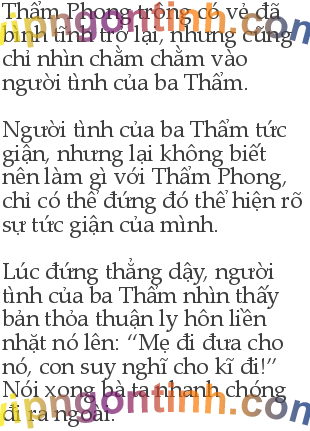 Thẩm Phong trông có vẻ đã
bình tĩnh trở lại, nhưng cũng
chỉ nhìn chằm chằm vào
người tình của ba Thẩm.
Người tình của ba Thẩm tức
giận, nhưng lại không biết
nên làm gì với Thẩm Phong,
chỉ có thể đứng đó thể hiện rõ
sự tức giận của mình.
Lúc đứng thẳng dậy, người
tình của ba Thẩm nhìn thấy
bản thỏa thuận ly hôn liền
nhặt nó lên: “Mẹ đi đưa cho
nó, con suy nghĩ cho kĩ đi!”
Nói xong bà ta nhanh chóng
đi ra ngoài.
vipngontinh.com
vipngontinh.com